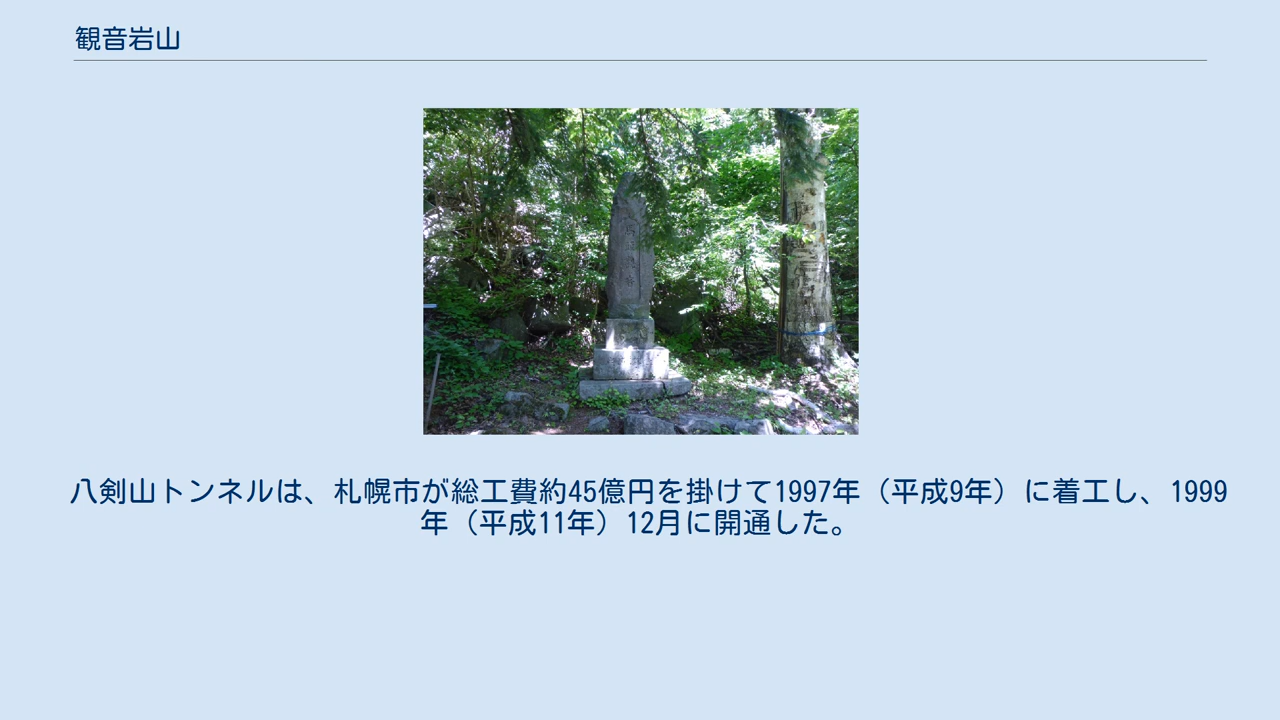 観音岩山
八剣山トンネルは、札幌市が総工費約45億円を掛けて1997年（平成9年）に着工し、1999
年（平成11年）12月に開通した。